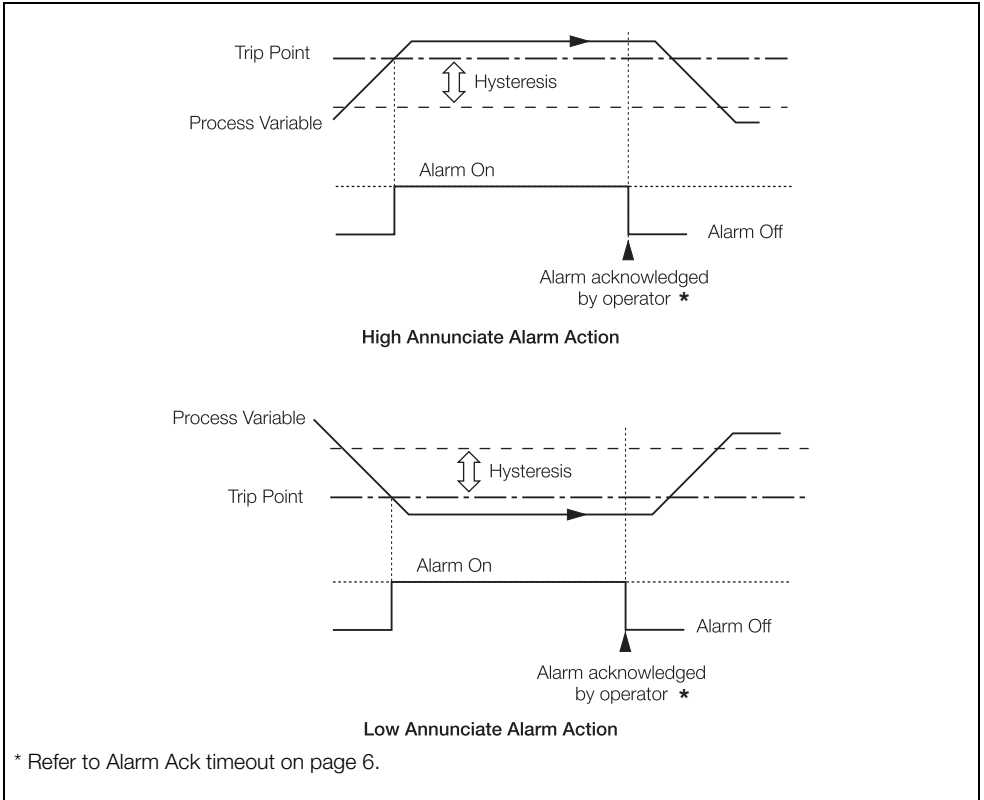 Trip Point
Hysteresis
Process Variable
Alarm On
Alarm Off
Alarm acknowledged
by operator *
High Annunciate Alarm Action
Process Variable
Hysteresis
Trip Point
Alarm On
Alarm Off
Alarm acknowledged
by operator *
Low Annunciate Alarm Action
* Refer to Alarm Ack timeout on page 6.